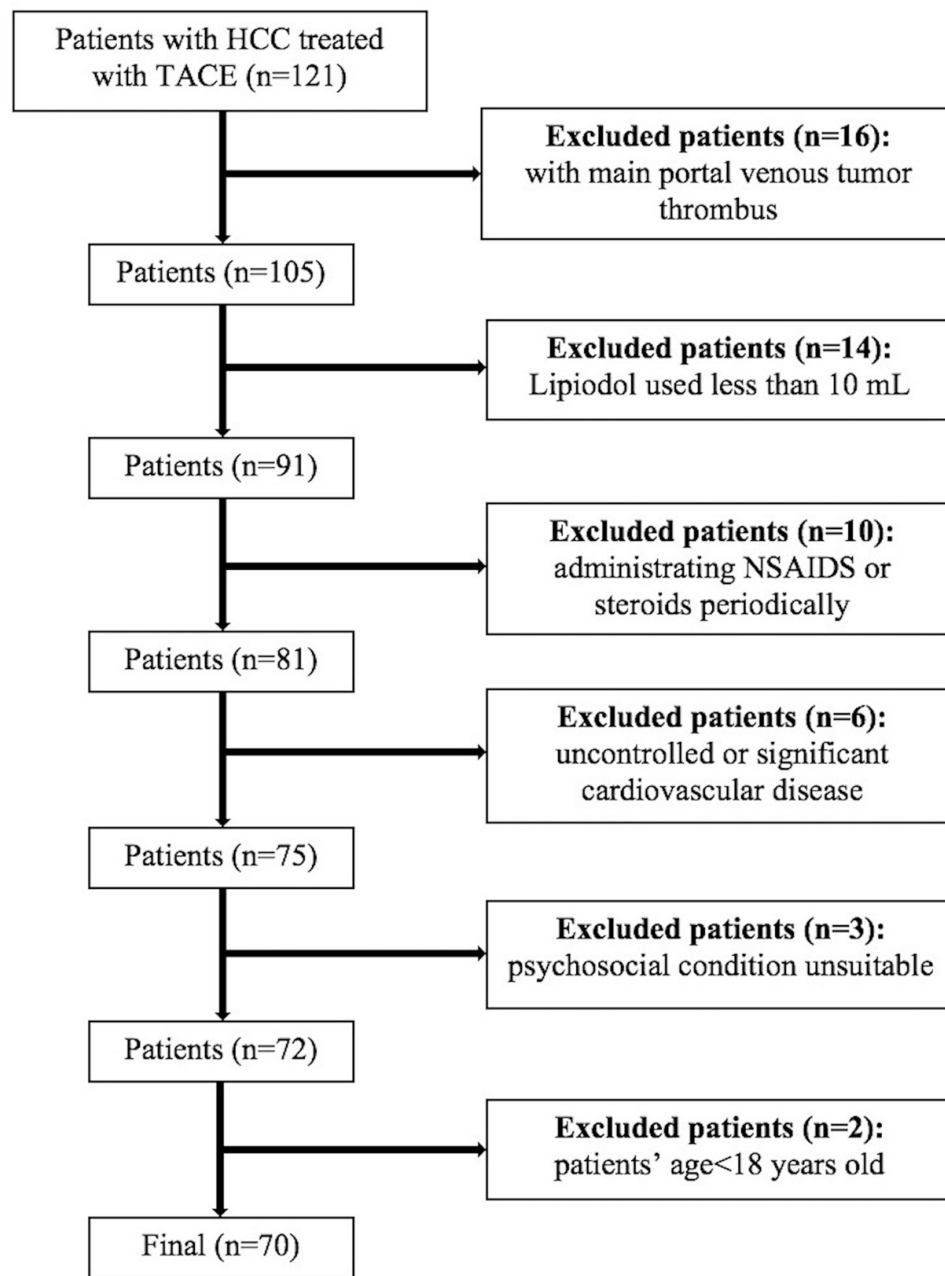 Patients with HCC treated
with TACE (n=121)
Excluded patients (n=16):
with main portal venous tumor
thrombus
Patients (n=105)
Excluded patients (n=14):
Lipiodol used less than 10 mL
Patients (n=91)
Excluded patients (n=10):
administrating NSAIDS or
steroids periodically
Patients (n=81)
Excluded patients (n=6):
uncontrolled or significant
cardiovascular disease
Patients (n=75)
Excluded patients (n=3):
psychosocial condition unsuitable
Patients (n=72)
Excluded patients (n=2):
patients’ age<18 years old
Final (n=70)